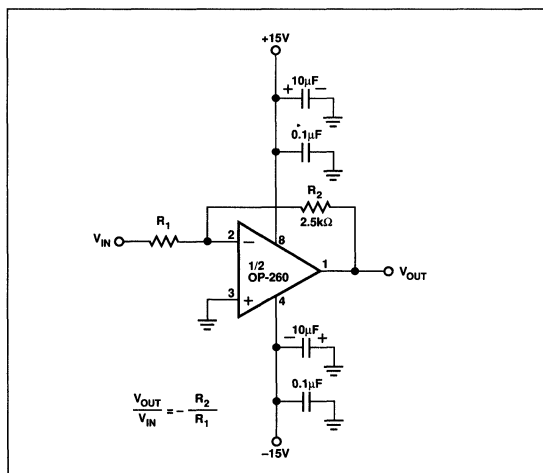 +15V
+ 10μF −
0.1μF
R2
2.5kΩ
R1
VIN
2
−
8
1/2
OP-260
1
VOUT
3
+
4
− 10μF +
0.1μF
VOUT/VIN = − R2/R1
−15V